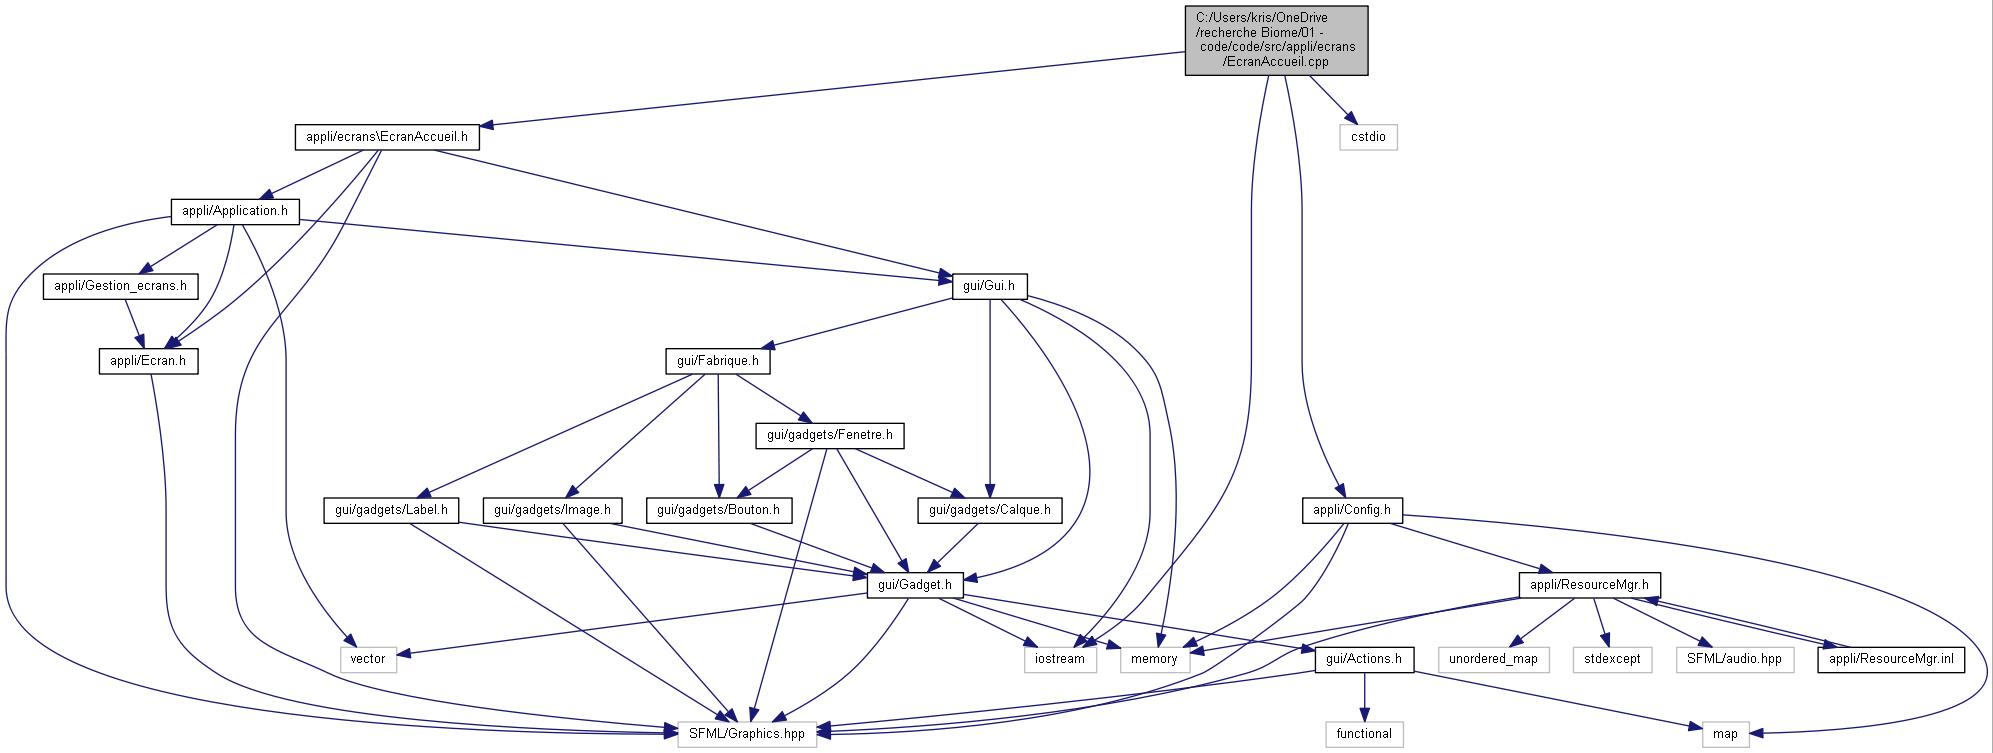 C:/Users/kris/OneDrive
/recherche Biome/01 -
code/code/src/appli/ecrans
/EcranAccueil.cpp
appli/ecrans\EcranAccueil.h
cstdio
appli/Application.h
appli/Gestion_ecrans.h
gui/Gui.h
appli/Ecran.h
gui/Fabrique.h
gui/gadgets/Fenetre.h
gui/gadgets/Label.h
gui/gadgets/Image.h
gui/gadgets/Bouton.h
gui/gadgets/Calque.h
appli/Config.h
gui/Gadget.h
appli/ResourceMgr.h
vector
iostream
memory
gui/Actions.h
unordered_map
stdexcept
SFML/audio.hpp
appli/ResourceMgr.inl
SFML/Graphics.hpp
functional
map